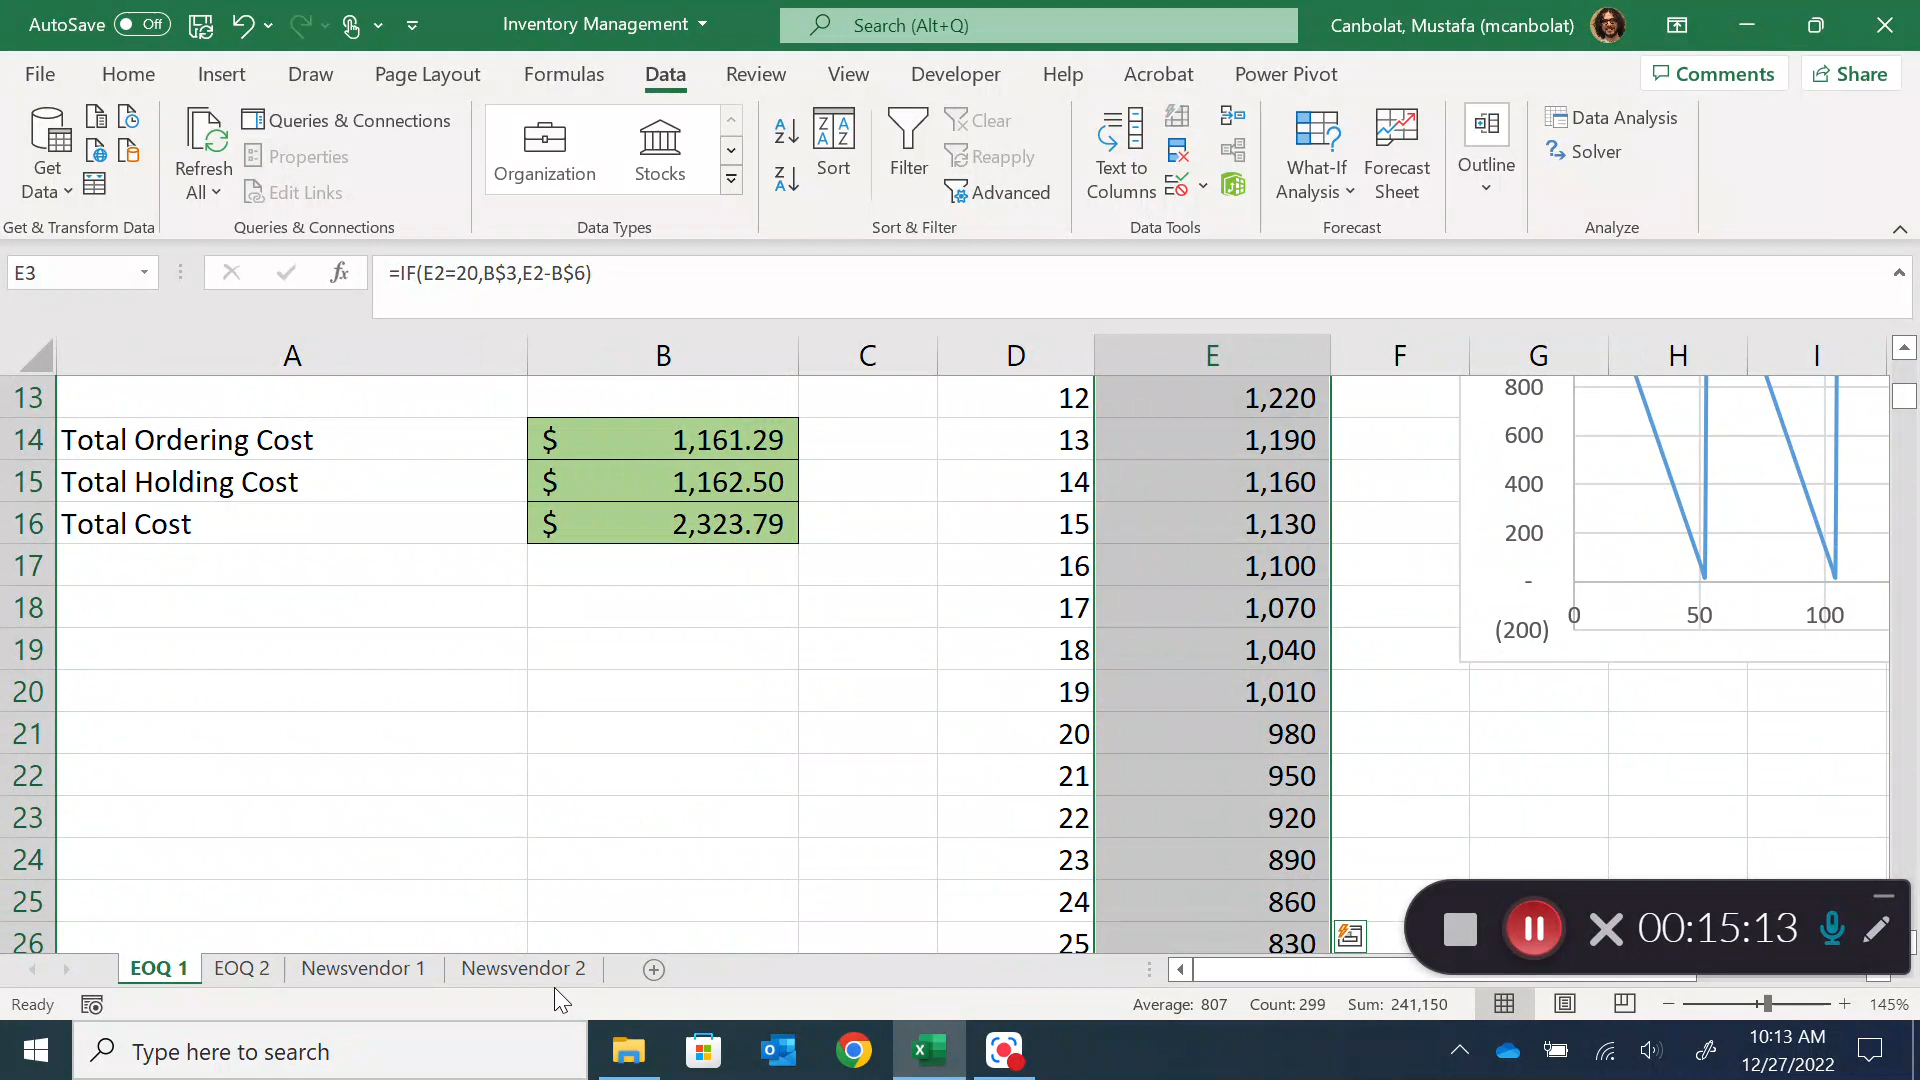 AutoSave Off Inventory Management Search (Alt+Q) Canbolat, Mustafa (mcanbolat)
File Home Insert Draw Page Layout Formulas Data Review View Developer Help Acrobat Power Pivot Comments Share
Get Data
Refresh All
Queries & Connections
Properties
Edit Links
Organization Stocks
Sort
Filter
Clear
Reapply
Advanced
Text to Columns
What-If Analysis
Forecast Sheet
Outline
Data Analysis
Solver
Get & Transform Data Queries & Connections Data Types Sort & Filter Data Tools Forecast Analyze
E3 fx =IF(E2=20,B$3,E2-B$6)
A B C D E F G H I
13 12 1,220
14 Total Ordering Cost $ 1,161.29 13 1,190
15 Total Holding Cost $ 1,162.50 14 1,160
16 Total Cost $ 2,323.79 15 1,130
17 16 1,100
18 17 1,070
19 18 1,040
20 19 1,010
21 20 980
22 21 950
23 22 920
24 23 890
25 24 860
26 25 830
800
600
400
200
-
(200)
0 50 100
00:15:13
EOQ 1 EOQ 2 Newsvendor 1 Newsvendor 2
Ready Average: 807 Count: 299 Sum: 241,150 145%
Type here to search
10:13 AM
12/27/2022